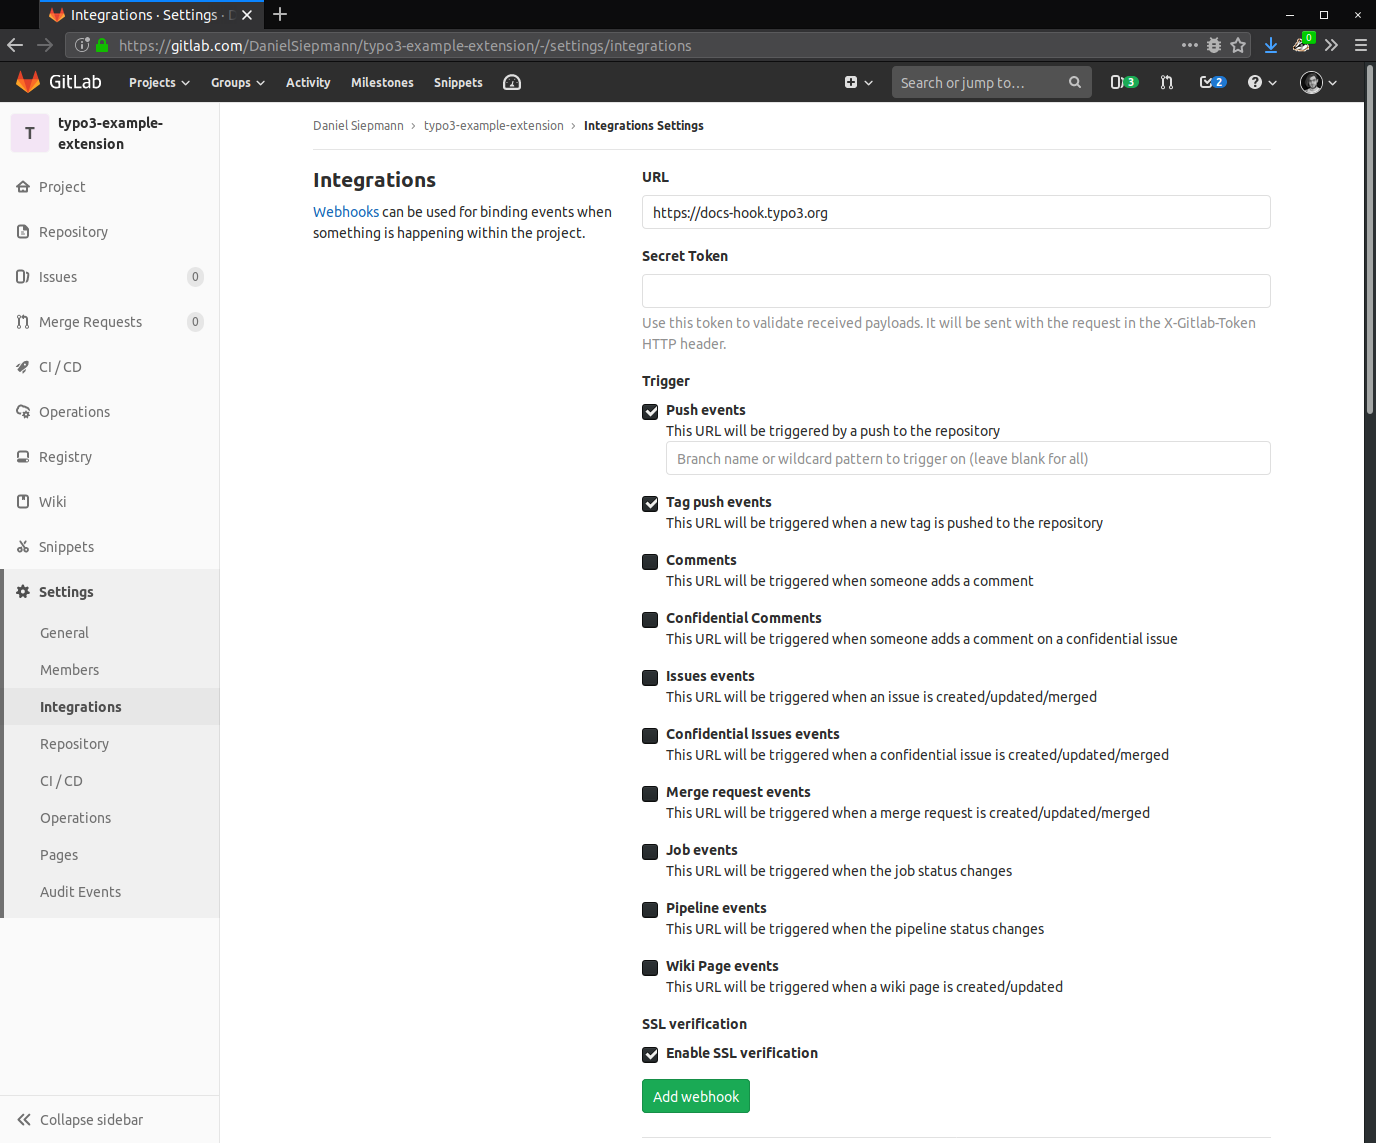 Integrations · Settings · D
https://gitlab.com/DanielSiepmann/typo3-example-extension/-/settings/integrations
0
GitLab
Projects
Groups
Activity
Milestones
Snippets
Search or jump to…
3
2
T
typo3-example-
extension
Project
Repository
Issues
0
Merge Requests
0
CI / CD
Operations
Registry
Wiki
Snippets
Settings
General
Members
Integrations
Repository
CI / CD
Operations
Pages
Audit Events
Collapse sidebar
Daniel Siepmann › typo3-example-extension › Integrations Settings
Integrations
Webhooks can be used for binding events when
something is happening within the project.
URL
https://docs-hook.typo3.org
Secret Token
Use this token to validate received payloads. It will be sent with the request in the X-Gitlab-Token
HTTP header.
Trigger
Push events
This URL will be triggered by a push to the repository
Branch name or wildcard pattern to trigger on (leave blank for all)
Tag push events
This URL will be triggered when a new tag is pushed to the repository
Comments
This URL will be triggered when someone adds a comment
Confidential Comments
This URL will be triggered when someone adds a comment on a confidential issue
Issues events
This URL will be triggered when an issue is created/updated/merged
Confidential Issues events
This URL will be triggered when a confidential issue is created/updated/merged
Merge request events
This URL will be triggered when a merge request is created/updated/merged
Job events
This URL will be triggered when the job status changes
Pipeline events
This URL will be triggered when the pipeline status changes
Wiki Page events
This URL will be triggered when a wiki page is created/updated
SSL verification
Enable SSL verification
Add webhook